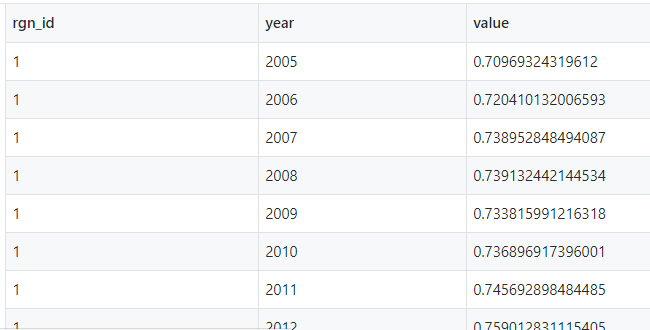 rgn_id year value
1 2005 0.70969324319612
1 2006 0.720410132006593
1 2007 0.738952848494087
1 2008 0.739132442144534
1 2009 0.733815991216318
1 2010 0.736896917396001
1 2011 0.745692898484485
1 2012 0.759012831115405